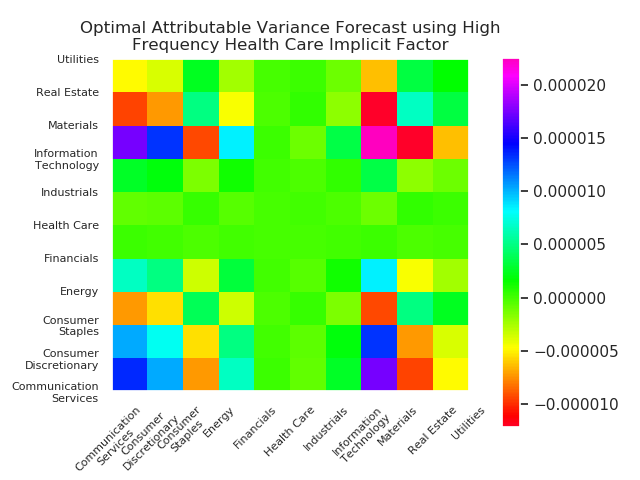 Optimal Attributable Variance Forecast using High
Frequency Health Care Implicit Factor
Utilities
Real Estate
Materials
Information
Technology
Industrials
Health Care
Financials
Energy
Consumer
Staples
Consumer
Discretionary
Communication
Services
Communication
Services
Consumer
Discretionary
Consumer
Staples
Energy
Financials
Health Care
Industrials
Information
Technology
Materials
Real Estate
Utilities
0.000020
0.000015
0.000010
0.000005
0.000000
−0.000005
−0.000010